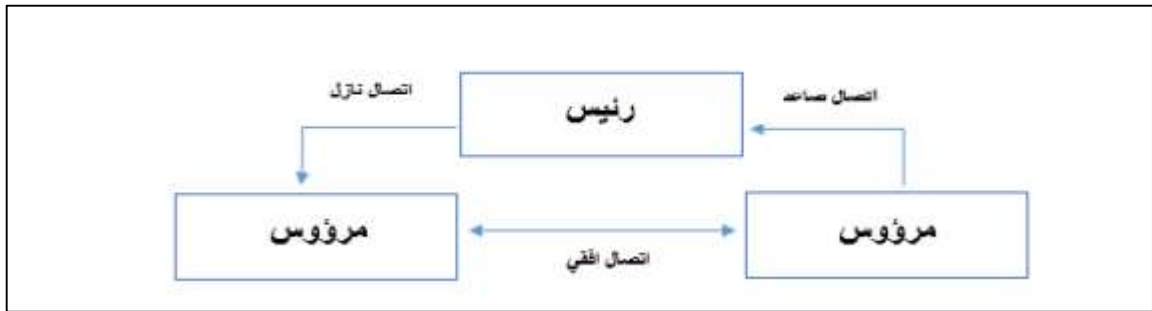 اتصال صاعد
رئيس
اتصال نازل
مرؤوس
اتصال افقي
مرؤوس